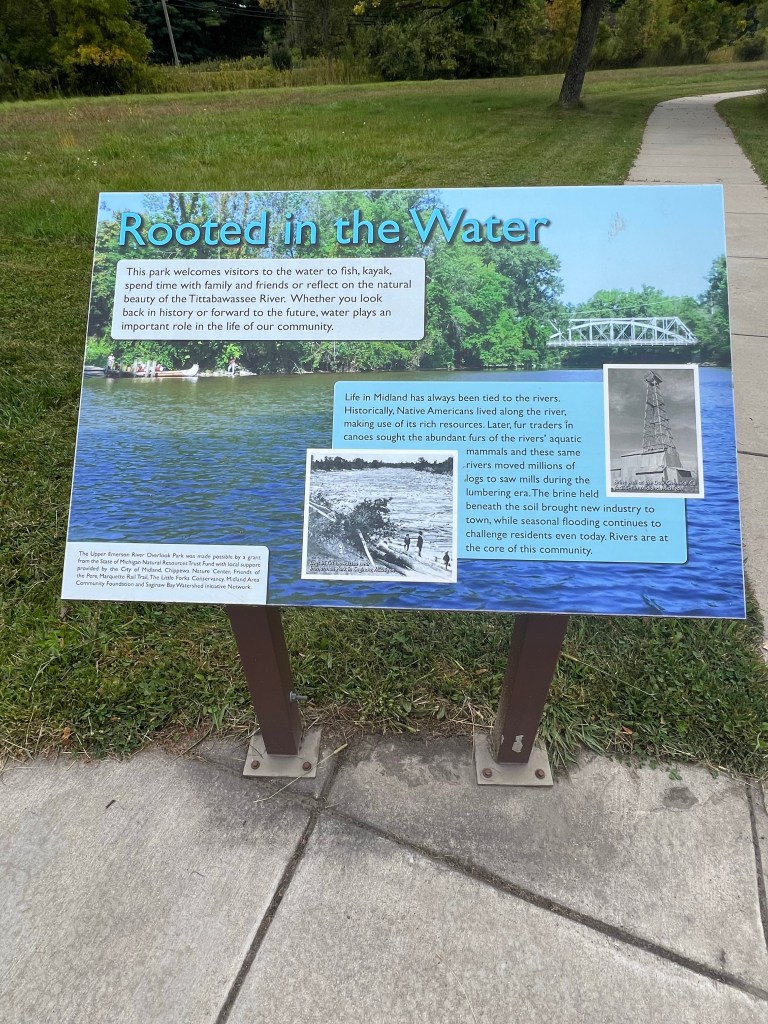 Rooted in the Water
This park welcomes visitors to the water to fish, kayak,
spend time with family and friends or reflect on the natural
beauty of the Tittabawassee River. Whether you look
back in history or forward to the future, water plays an
important role in the life of our community.
Life in Midland has always been tied to the rivers.
Historically, Native Americans lived along the river,
making use of its rich resources. Later, fur traders in
canoes sought the abundant furs of the rivers' aquatic
mammals and these same
rivers moved millions of
logs to saw mills during the
lumbering era. The brine held
beneath the soil brought new industry to
town, while seasonal flooding continues to
challenge residents even today. Rivers are at
the core of this community.
The Upper Emerson River Overlook Park was made possible by a grant
from the State of Michigan Natural Resources Trust Fund with local support
provided by the City of Midland, Chippewa Nature Center, Friends of
the Pere Marquette Rail Trail, The Little Forks Conservancy, Midland Area
Community Foundation and Saginaw Bay Watershed Initiative Network.